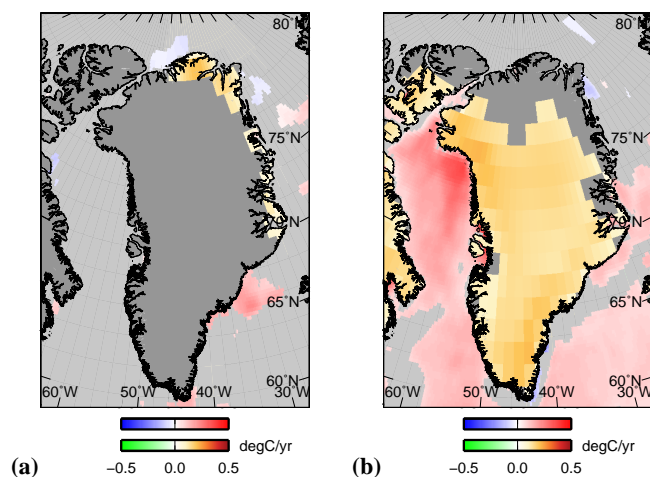 80°N 80°N
75°N 75°N
70°N 70°N
65°N 65°N
60°N 60°N
60°W 50°W 40°W 30°W 60°W 50°W 40°W 30°W
degC/yr degC/yr
(a) −0.5 0.0 0.5 (b) −0.5 0.0 0.5